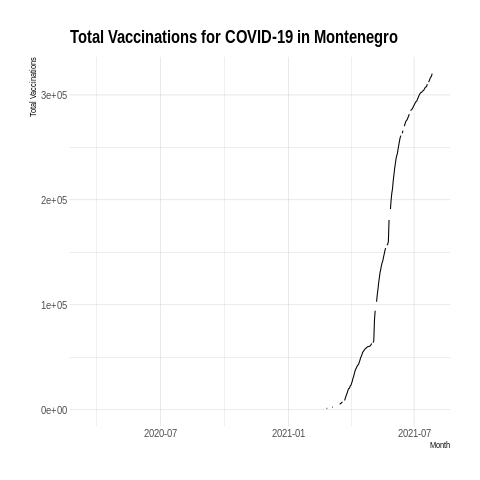 Total Vaccinations for COVID-19 in Montenegro
Total Vaccinations
3e+05
2e+05
1e+05
0e+00
2020-07
2021-01
2021-07
Month